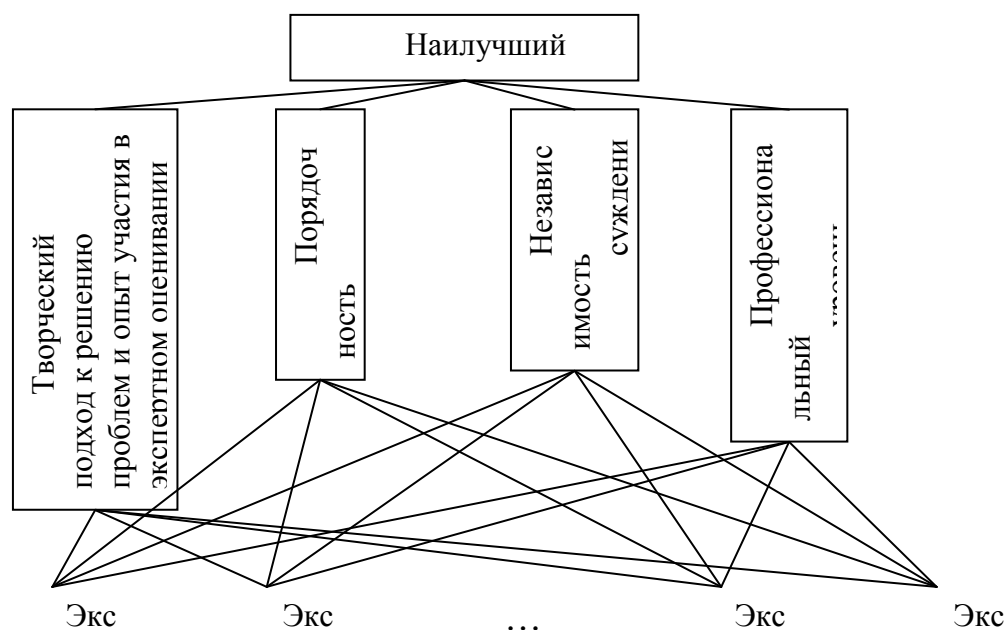 Наилучший
Творческий
подход к решению
проблем и опыт участия в
экспертном оценивании
Порядоч
ность
Независ
имость
суждени
Профессиона
льный
Экс
Экс
…
Экс
Экс